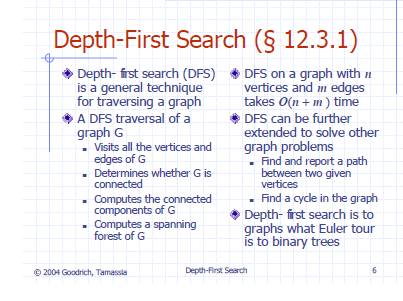 Depth-First Search (§ 12.3.1)
Depth- first search (DFS)
is a general technique
for traversing a graph
A DFS traversal of a
graph G
Visits all the vertices and
edges of G
Determines whether G is
connected
Computes the connected
components of G
Computes a spanning
forest of G
DFS on a graph with n
vertices and m edges
takes O(n + m ) time
DFS can be further
extended to solve other
graph problems
Find and report a path
between two given
vertices
Find a cycle in the graph
Depth- first search is to
graphs what Euler tour
is to binary trees
© 2004 Goodrich, Tamassia
Depth-First Search
6